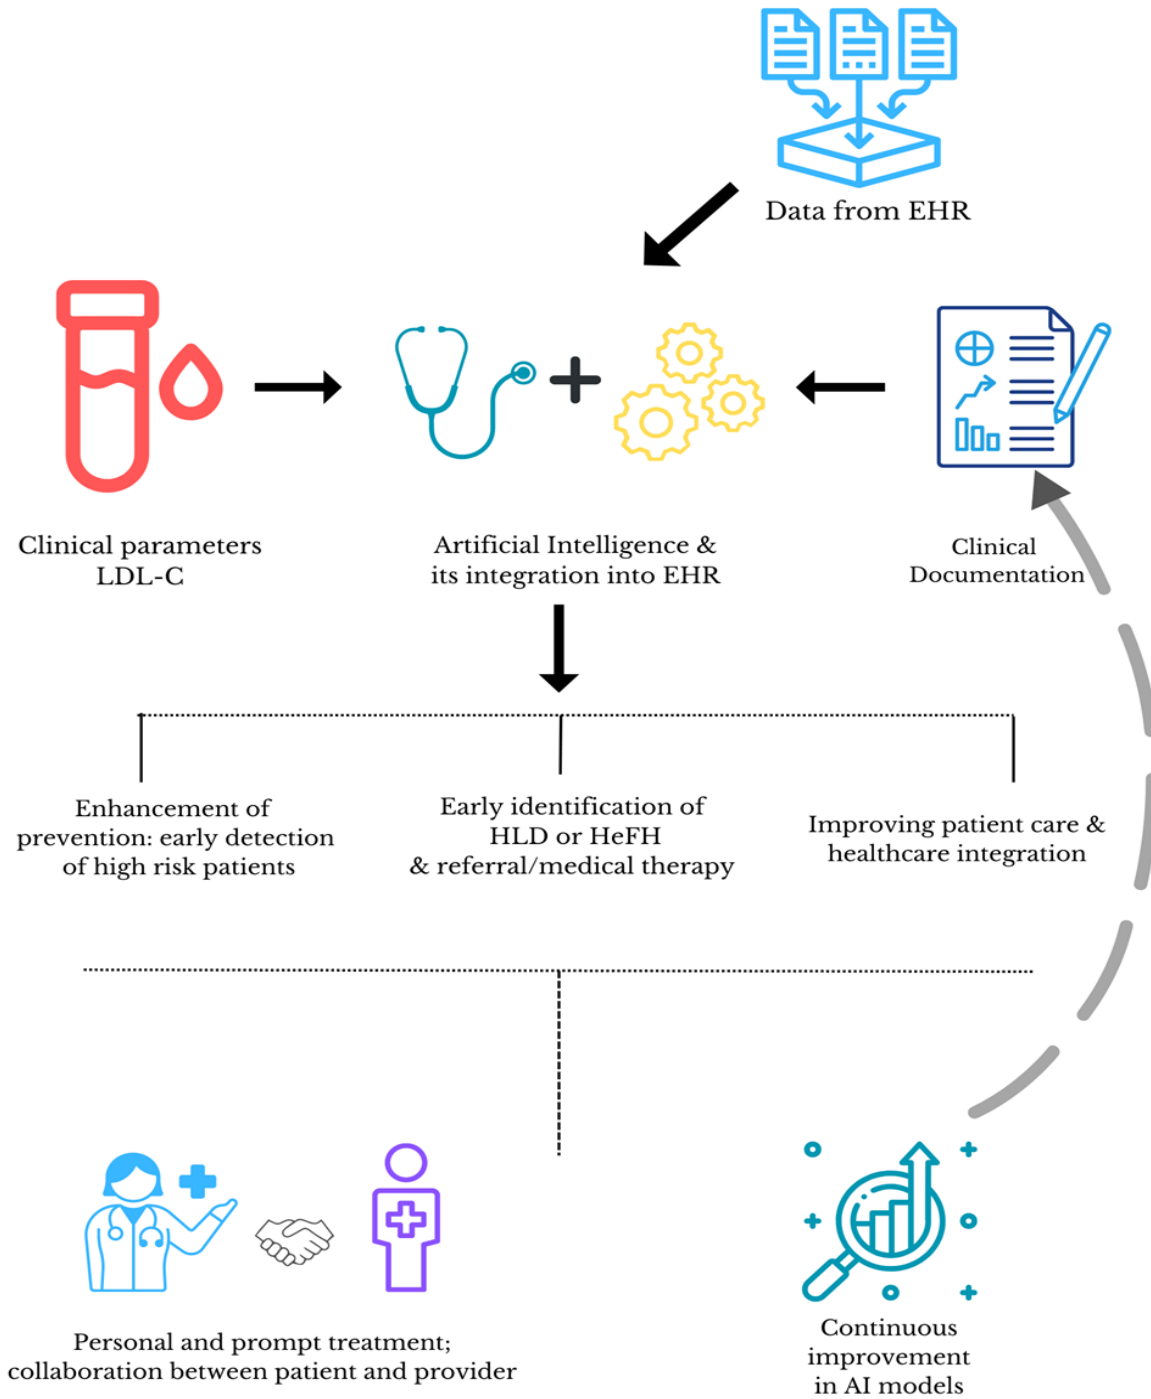 Data from EHR
Clinical parameters
LDL-C
Artificial Intelligence &
its integration into EHR
Clinical
Documentation
Enhancement of
prevention: early detection
of high risk patients
Early identification of
HLD or HeFH
& referral/medical therapy
Improving patient care &
healthcare integration
Personal and prompt treatment;
collaboration between patient and provider
Continuous
improvement
in AI models